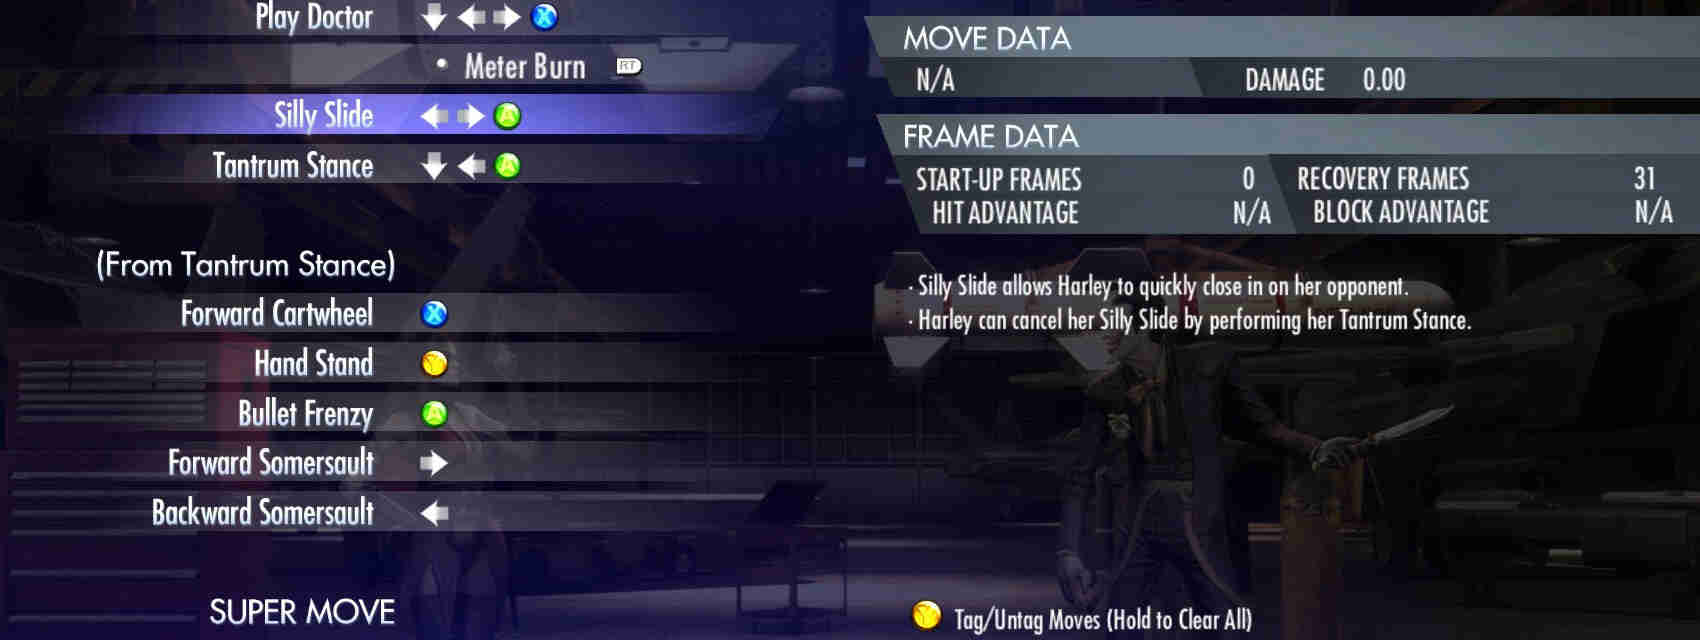 Play Doctor X
• Meter Burn RT
Silly Slide A
Tantrum Stance A
(From Tantrum Stance)
Forward Cartwheel X
Hand Stand Y
Bullet Frenzy A
Forward Somersault
Backward Somersault
SUPER MOVE
MOVE DATA
N/A DAMAGE 0.00
FRAME DATA
START-UP FRAMES 0 RECOVERY FRAMES 31
HIT ADVANTAGE N/A BLOCK ADVANTAGE N/A
· Silly Slide allows Harley to quickly close in on her opponent.
· Harley can cancel her Silly Slide by performing her Tantrum Stance.
Y Tag/Untag Moves (Hold to Clear All)